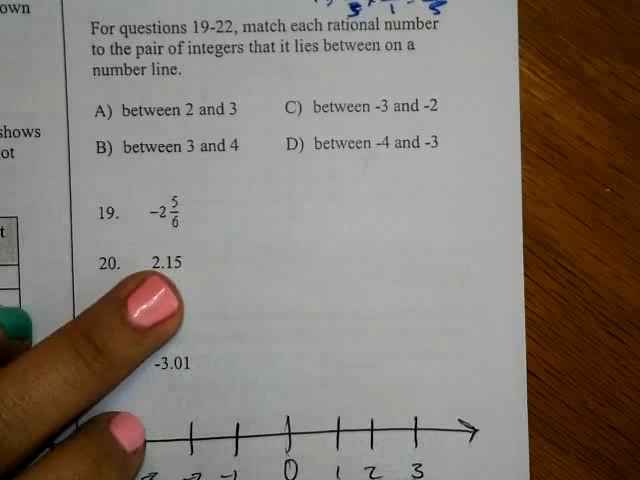 own
For questions 19-22, match each rational number
to the pair of integers that it lies between on a
number line.
A) between 2 and 3 C) between -3 and -2
shows
ot
B) between 3 and 4 D) between -4 and -3
19. -2 5/6
t
20. 2.15
-3.01
-1 0 1 2 3